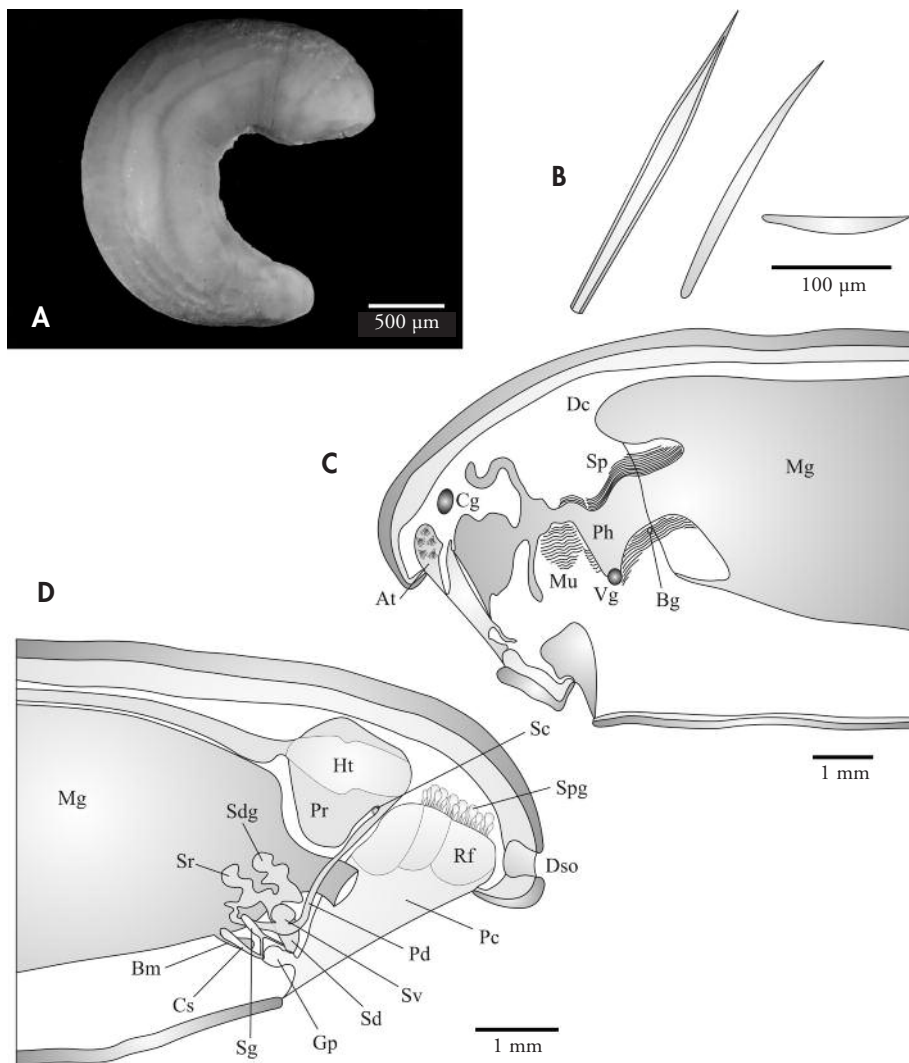 A
500 µm
B
100 µm
C
Dc
Sp
Mg
Cg
Ph
At
Mu
Vg
Bg
1 mm
D
Sc
Ht
Spg
Mg
Pr
Sdg
Rf
Sr
Dso
Pc
Bm
Pd
Cs
Sv
Sd
Sg
Gp
1 mm